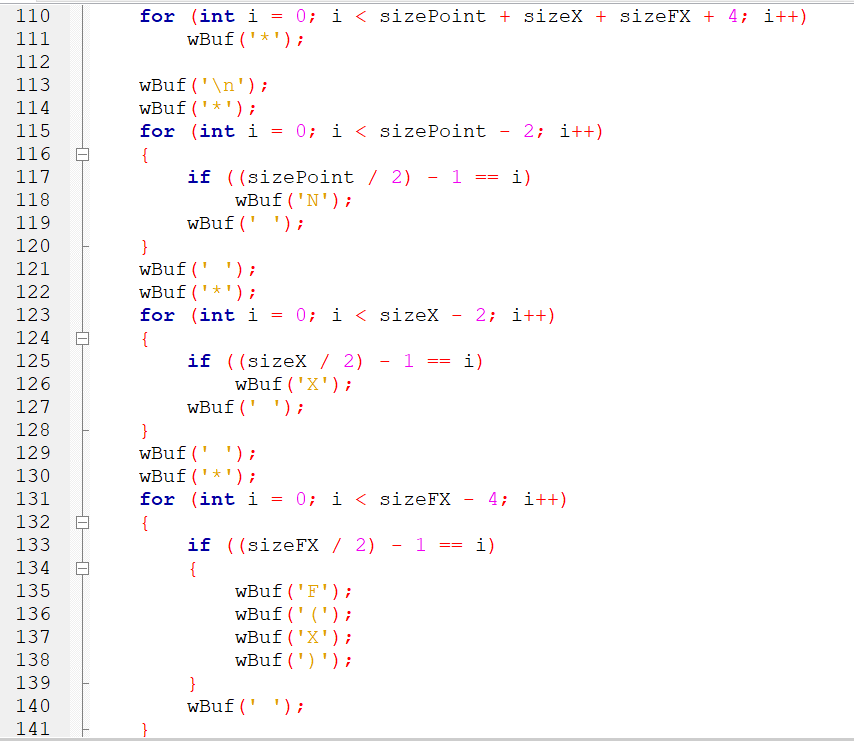 110 for (int i = 0; i < sizePoint + sizeX + sizeFX + 4; i++)
111 wBuf('*');
112
113 wBuf('\n');
114 wBuf('*');
115 for (int i = 0; i < sizePoint - 2; i++)
116 {
117 if ((sizePoint / 2) - 1 == i)
118 wBuf('N');
119 wBuf(' ');
120 }
121 wBuf(' ');
122 wBuf('*');
123 for (int i = 0; i < sizeX - 2; i++)
124 {
125 if ((sizeX / 2) - 1 == i)
126 wBuf('X');
127 wBuf(' ');
128 }
129 wBuf(' ');
130 wBuf('*');
131 for (int i = 0; i < sizeFX - 4; i++)
132 {
133 if ((sizeFX / 2) - 1 == i)
134 {
135 wBuf('F');
136 wBuf('(');
137 wBuf('X');
138 wBuf(')');
139 }
140 wBuf(' ');
141 }